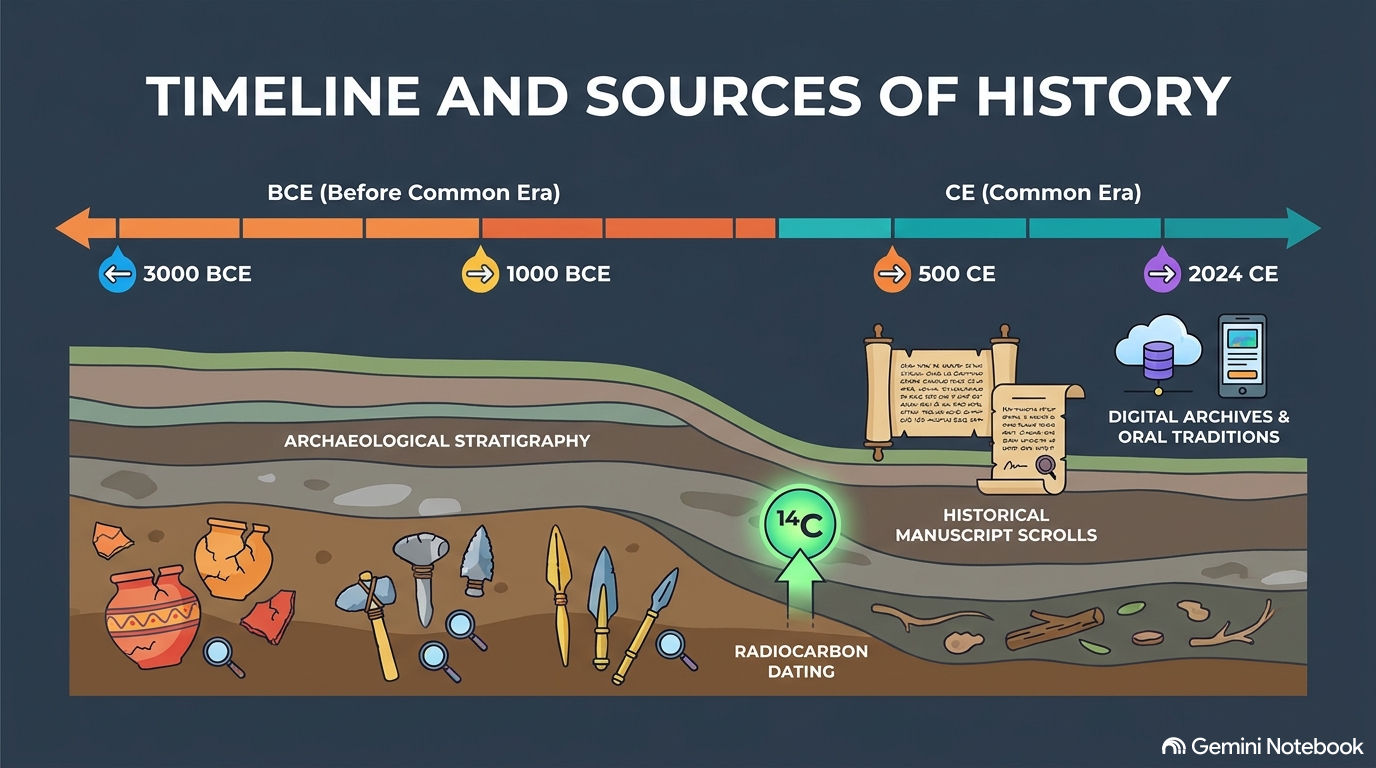 TIMELINE AND SOURCES OF HISTORY
BCE (Before Common Era)
CE (Common Era)
3000 BCE
1000 BCE
500 CE
2024 CE
DIGITAL ARCHIVES &
ORAL TRADITIONS
ARCHAEOLOGICAL STRATIGRAPHY
¹⁴C
HISTORICAL
MANUSCRIPT SCROLLS
RADIOCARBON
DATING
Gemini Notebook